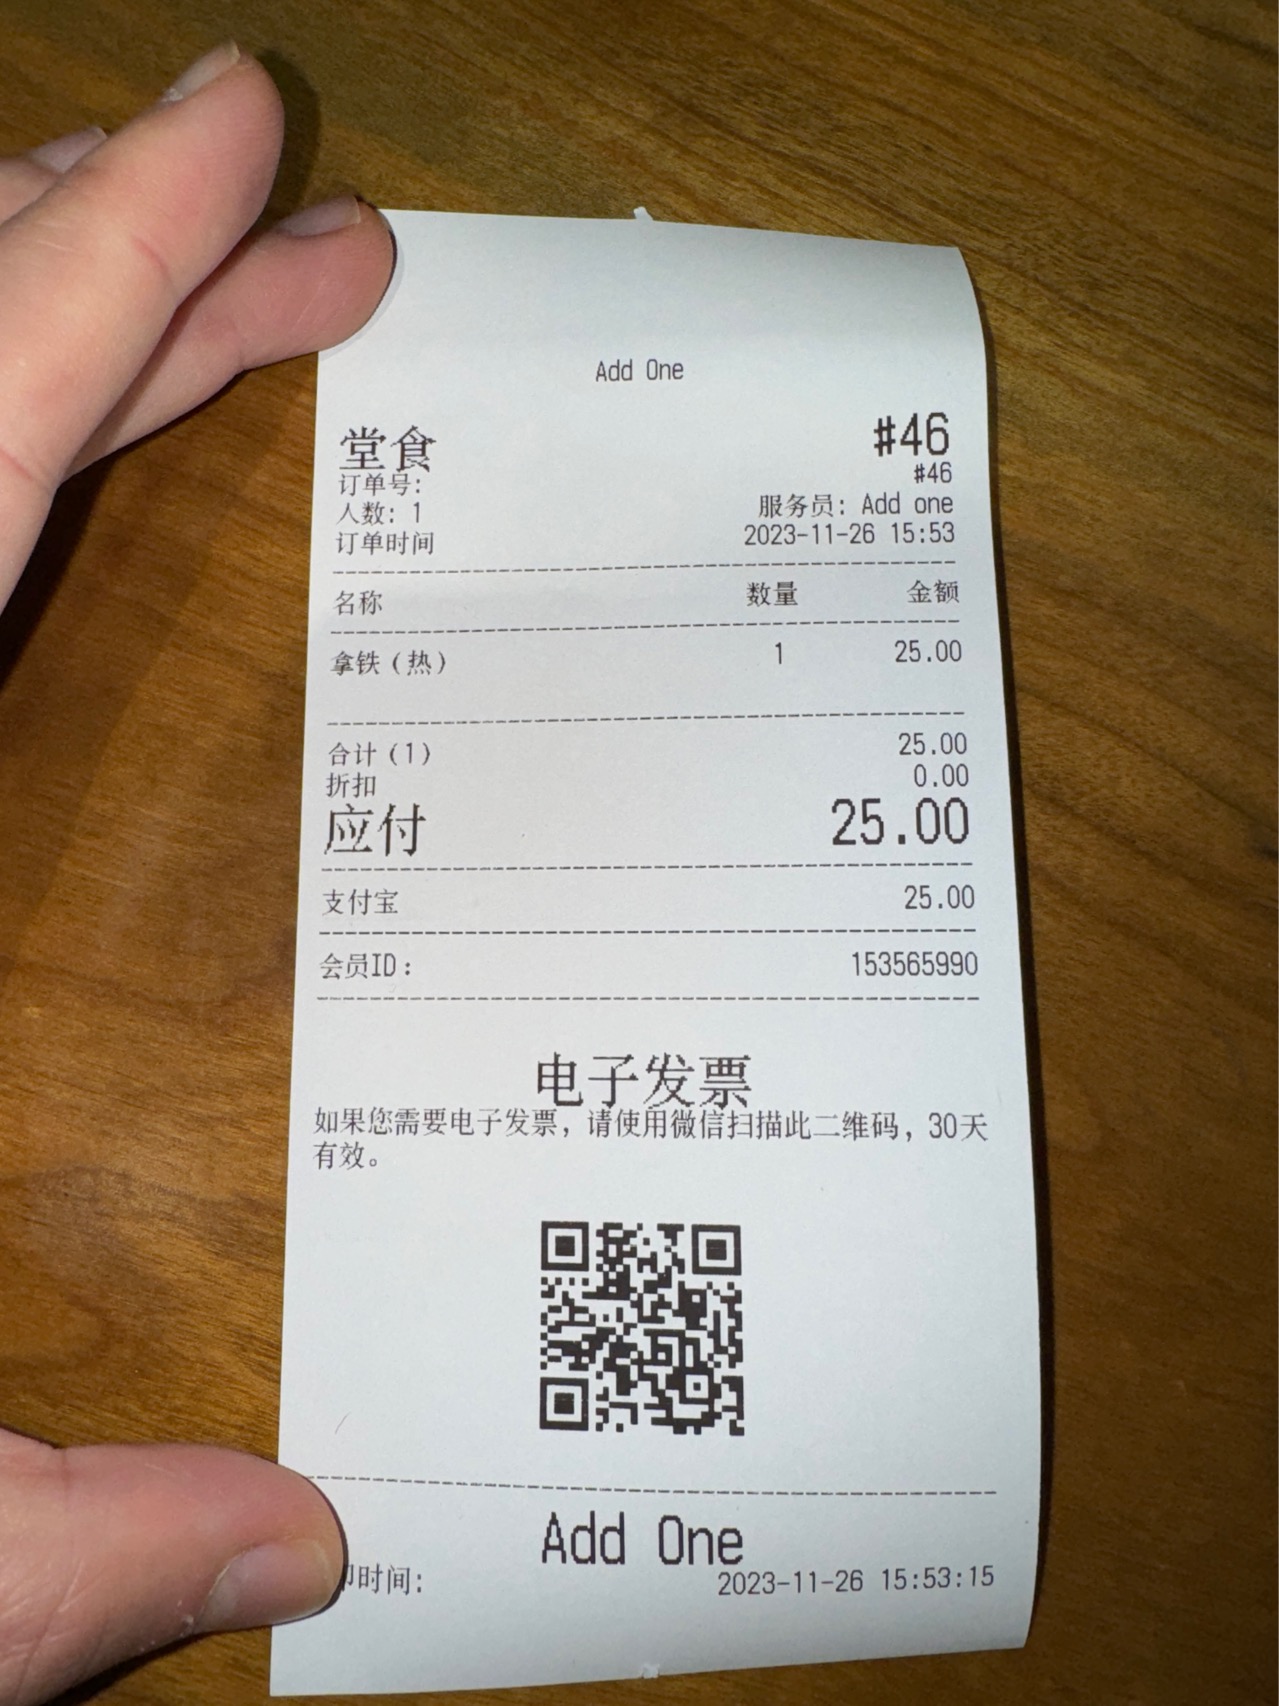 Add One
堂食 #46
订单号: #46
人数: 1 服务员: Add one
订单时间 2023-11-26 15:53
名称 数量 金额
拿铁（热） 1 25.00
合计（1） 25.00
折扣 0.00
应付 25.00
支付宝 25.00
会员ID: 153565990
电子发票
如果您需要电子发票，请使用微信扫描此二维码，30天
有效。
Add One
印时间: 2023-11-26 15:53:15